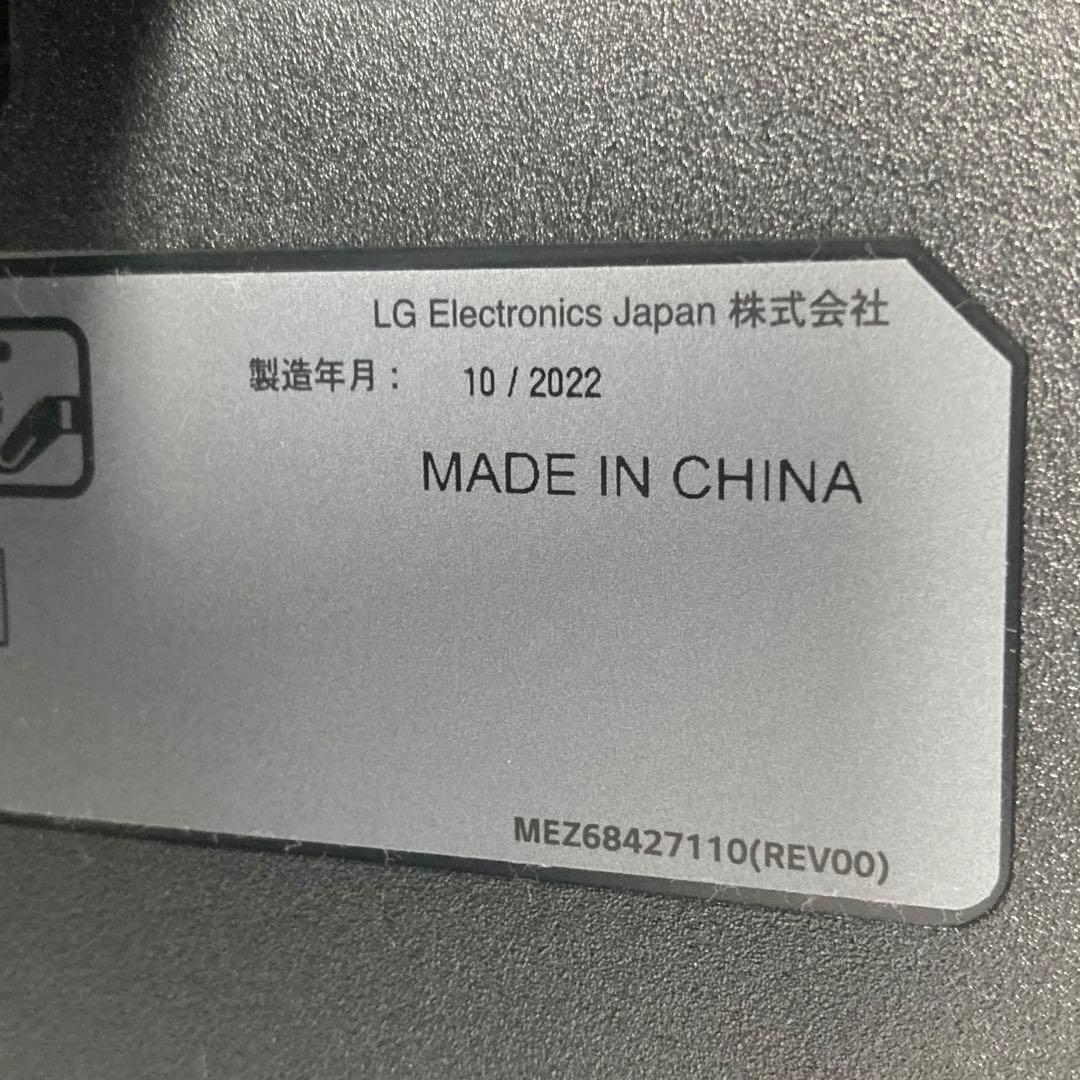 LG Electronics Japan 株式会社
製造年月： 10 / 2022
MADE IN CHINA
MEZ68427110(REV00)